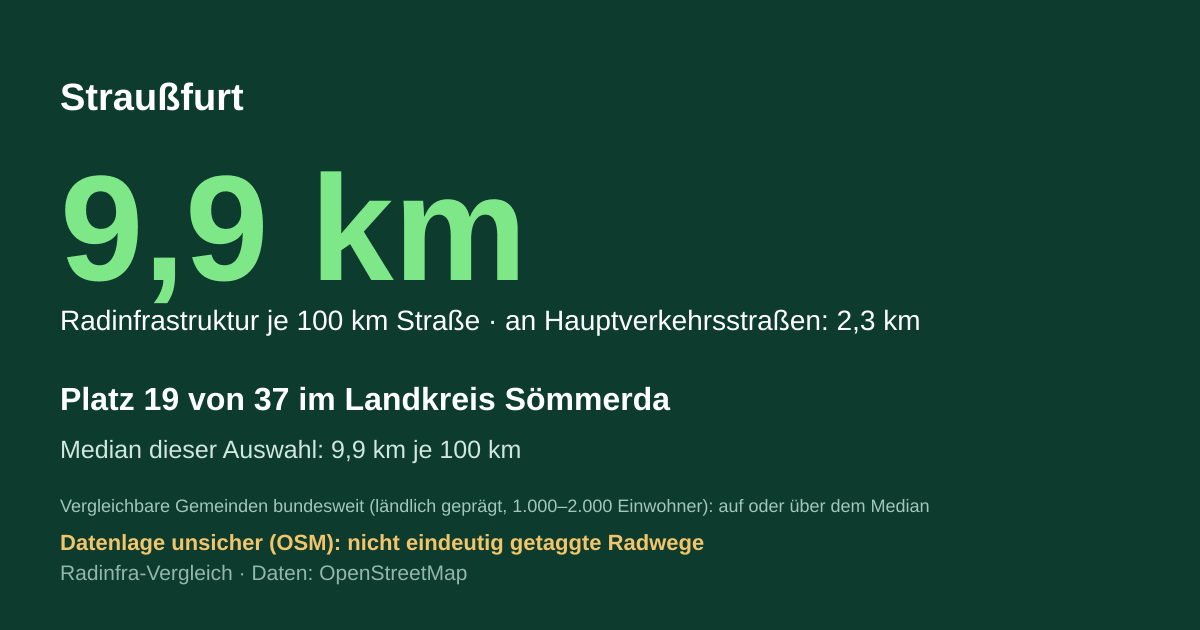 Straußfurt
9,9 km
Radinfrastruktur je 100 km Straße · an Hauptverkehrsstraßen: 2,3 km
Platz 19 von 37 im Landkreis Sömmerda
Median dieser Auswahl: 9,9 km je 100 km
Vergleichbare Gemeinden bundesweit (ländlich geprägt, 1.000–2.000 Einwohner): auf oder über dem Median
Datenlage unsicher (OSM): nicht eindeutig getaggte Radwege
Radinfra-Vergleich · Daten: OpenStreetMap